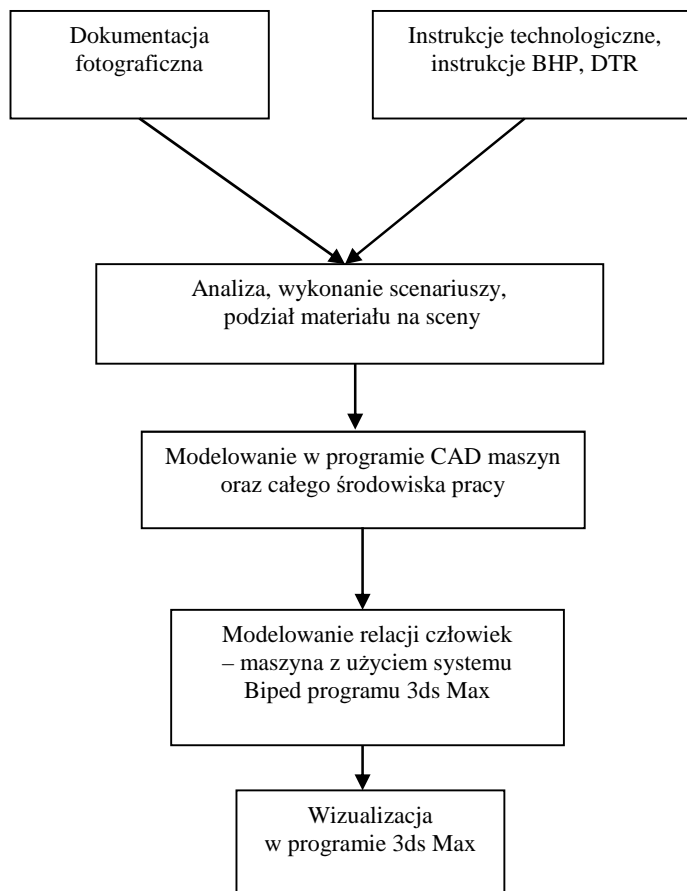 Dokumentacja
fotograficzna
Instrukcje technologiczne,
instrukcje BHP, DTR
Analiza, wykonanie scenariuszy,
podział materiału na sceny
Modelowanie w programie CAD maszyn
oraz całego środowiska pracy
Modelowanie relacji człowiek
– maszyna z użyciem systemu
Biped programu 3ds Max
Wizualizacja
w programie 3ds Max